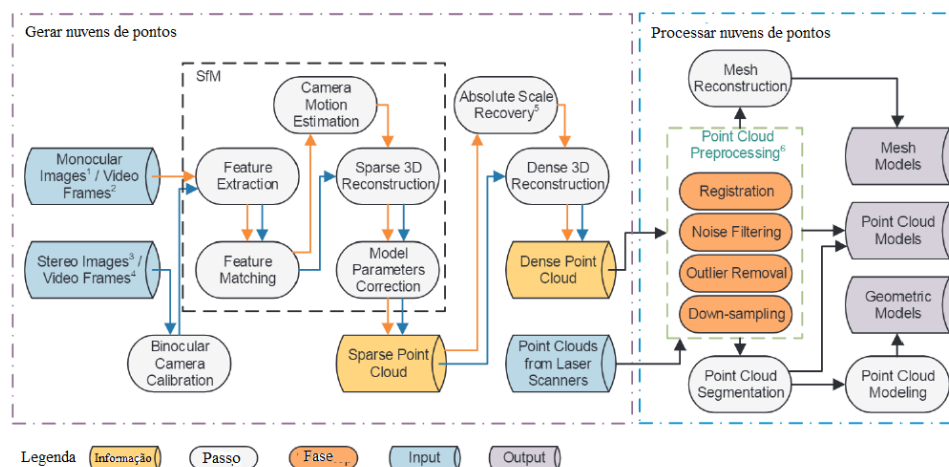 Gerar nuvens de pontos
Processar nuvens de pontos
SfM
Camera
Motion
Estimation
Absolute Scale
Recovery⁵
Mesh
Reconstruction
Monocular
Images¹ / Video
Frames²
Feature
Extraction
Sparse 3D
Reconstruction
Dense 3D
Reconstruction
Point Cloud
Preprocessing⁶
Mesh
Models
Registration
Noise Filtering
Outlier Removal
Down-sampling
Point Cloud
Models
Stereo Images³ /
Video Frames⁴
Feature
Matching
Model
Parameters
Correction
Dense Point
Cloud
Geometric
Models
Binocular
Camera
Calibration
Sparse Point
Cloud
Point Clouds
from Laser
Scanners
Point Cloud
Segmentation
Point Cloud
Modeling
Legenda
Informação
Passo
Fase
Input
Output